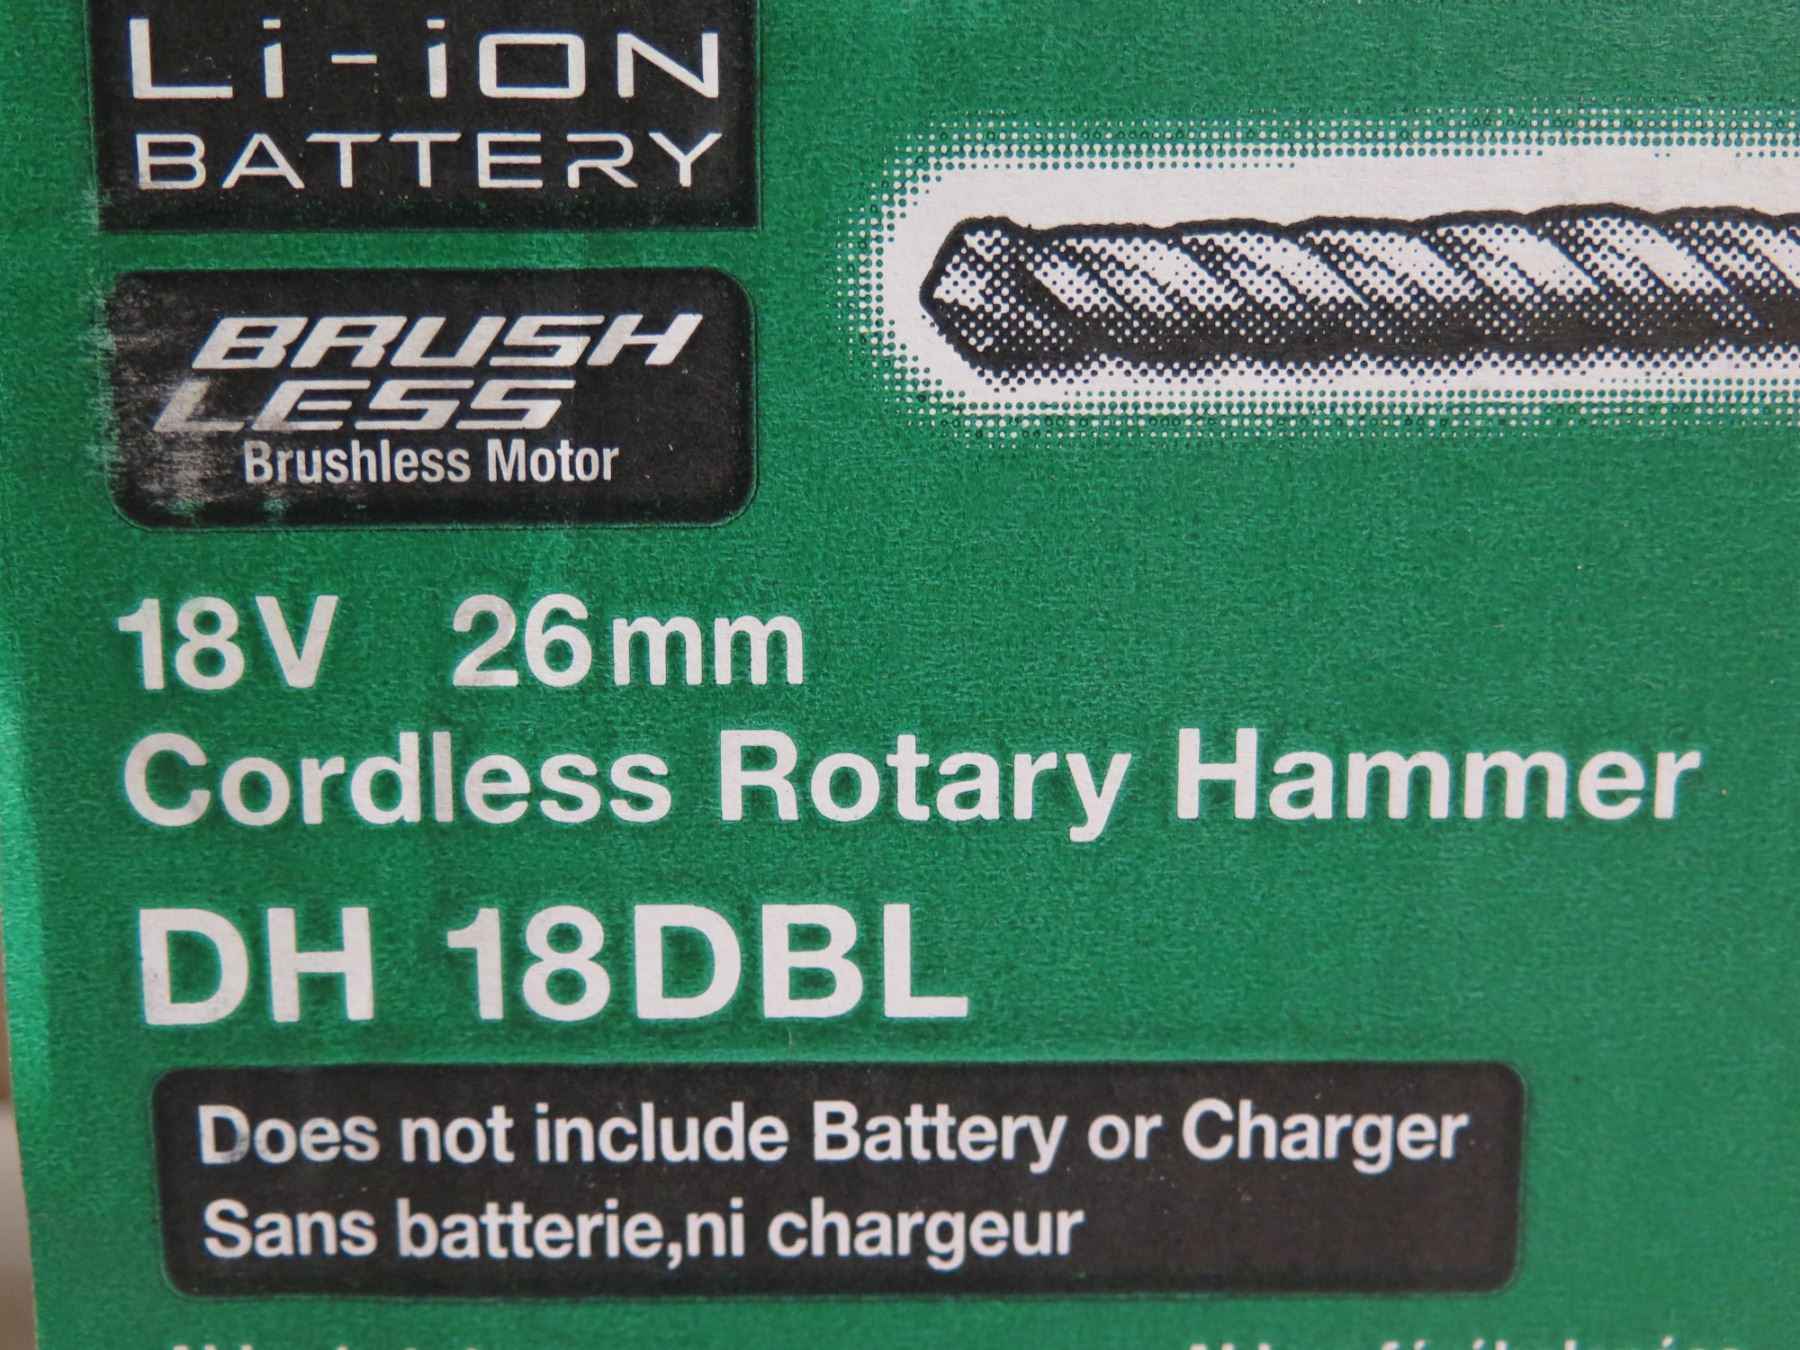 Li-iON
BATTERY
BRUSH
LESS
Brushless Motor
18V 26mm
Cordless Rotary Hammer
DH 18DBL
Does not include Battery or Charger
Sans batterie,ni chargeur